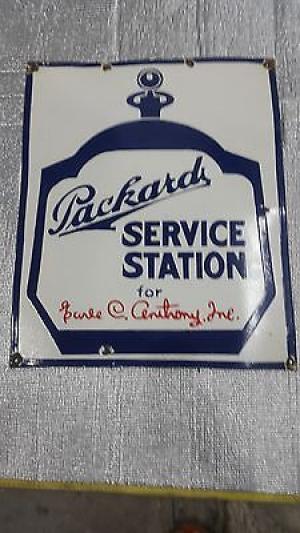 Packard
SERVICE
STATION
for
Earle C. Anthony, Inc.